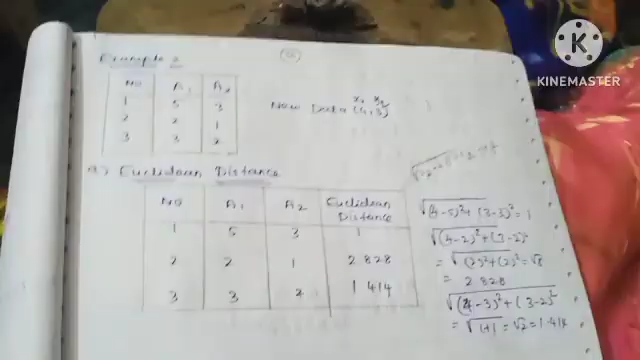 KINEMASTER
Example 2
No A1 A2
1 5 3
2 2 1
3 3 2
New Data (4, 3)
x1 x2
a) Euclidean Distance
No A1 A2 Euclidean Distance
1 5 3 1
2 2 1 2.828
3 3 2 1.414
√(4-5)²+(3-3)² = 1
√(4-2)²+(3-2)²
= √(2)²+(2)² = √8
= 2.828
√(4-3)²+(3-2)²
= √1+1 = √2 = 1.414